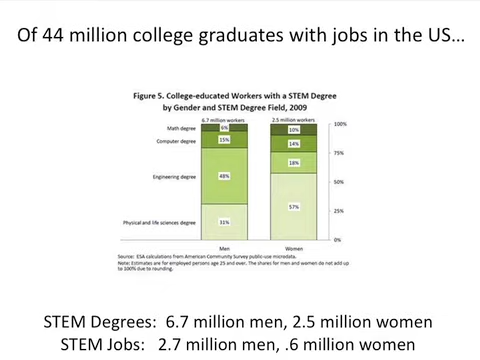 Of 44 million college graduates with jobs in the US...
Figure 5. College-educated Workers with a STEM Degree
by Gender and STEM Degree Field, 2009
6.7 million workers 2.5 million workers
100%
Math degree 6% 10%
Computer degree 15% 14%
75%
18%
Engineering degree 48%
50%
57%
25%
Physical and life sciences degree 31%
0%
Men Women
Source: ESA calculations from American Community Survey public-use microdata.
Note: Estimates are for employed persons age 25 and over. The shares for men and women do not add up
to 100% due to rounding.
STEM Degrees: 6.7 million men, 2.5 million women
STEM Jobs: 2.7 million men, .6 million women